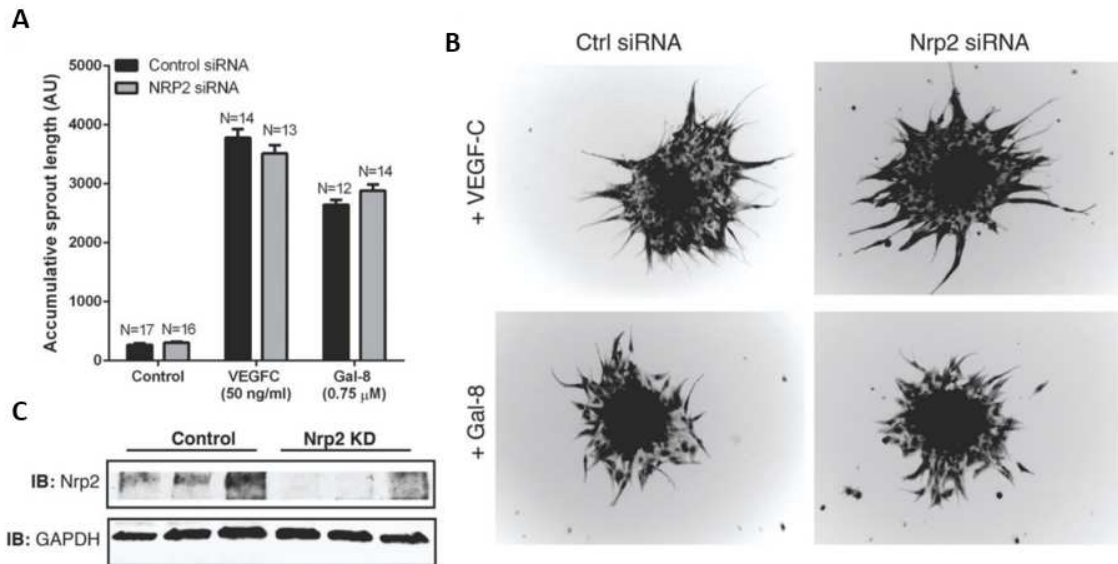 A
Accumulative sprout length (AU)
5000
4000
3000
2000
1000
0
Control siRNA
NRP2 siRNA
N=17
N=16
N=14
N=13
N=12
N=14
Control
VEGFC
(50 ng/ml)
Gal-8
(0.75 μM)
B
Ctrl siRNA
Nrp2 siRNA
+ VEGF-C
+ Gal-8
C
Control
Nrp2 KD
IB: Nrp2
IB: GAPDH